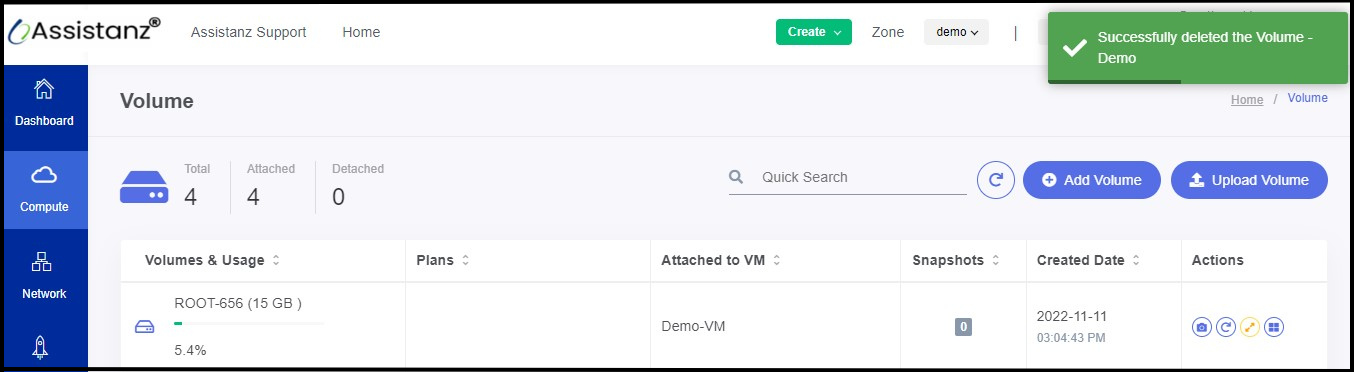 Assistanz®
Assistanz Support
Home
Create
Zone
demo
|
Successfully deleted the Volume -
Demo
Dashboard
Compute
Network
Volume
Home / Volume
Total
4
Attached
4
Detached
0
Quick Search
Add Volume
Upload Volume
Volumes & Usage
Plans
Attached to VM
Snapshots
Created Date
Actions
ROOT-656 (15 GB )
5.4%
Demo-VM
0
2022-11-11
03:04:43 PM